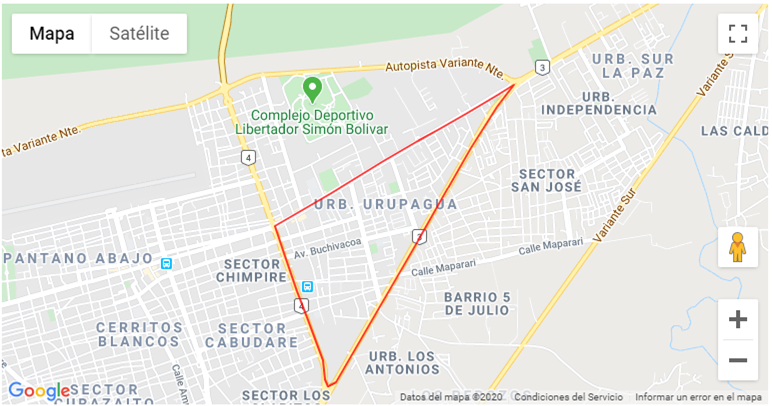 Mapa
Satélite
Autopista Variante Nte.
3
URB. SUR
LA PAZ
Variante Sur
Complejo Deportivo
Libertador Simón Bolívar
URB.
INDEPENDENCIA
ta Variante Nte.
LAS CALD
4
SECTOR
SAN JOSÉ
URB. URUPAGUA
Variante Sur
3
Av. Buchivacoa
PANTANO ABAJO
Calle Maparari
Calle Maparari
SECTOR
CHIMPIRE
4
BARRIO 5
DE JULIO
CERRITOS
BLANCOS
SECTOR
CABUDARE
URB. LOS
ANTONIOS
Google
SECTOR
SECTOR LOS
Datos del mapa ©2020
Condiciones del Servicio
Informar un error en el mapa